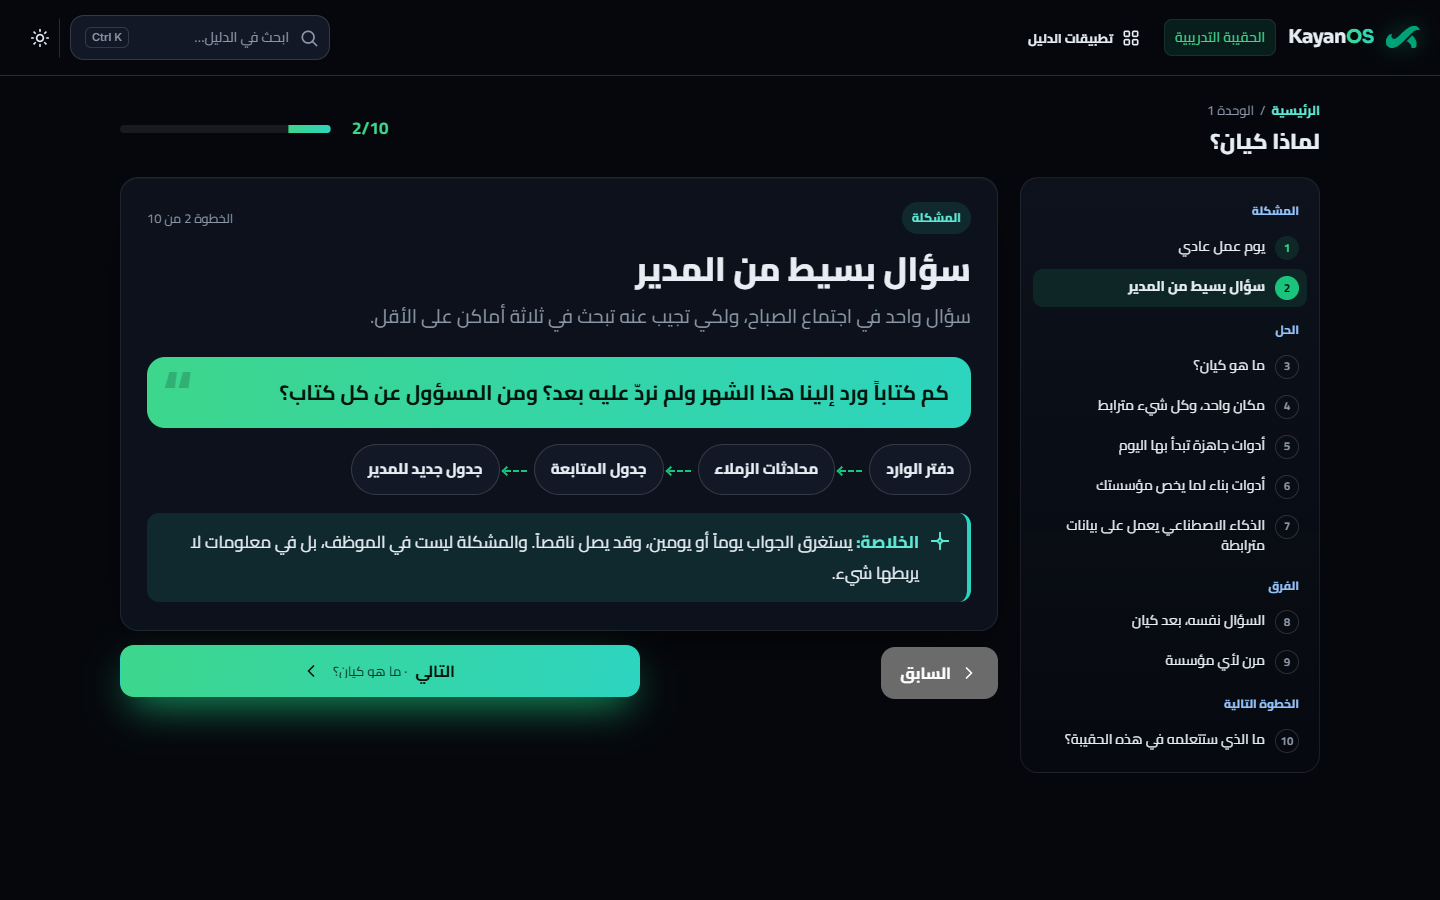 KayanOS
الحقيبة التدريبية
تطبيقات الدليل
ابحث في الدليل...
Ctrl K
الرئيسية / الوحدة 1
لماذا كيان؟
2/10
المشكلة
1 يوم عمل عادي
2 سؤال بسيط من المدير
الحل
3 ما هو كيان؟
4 مكان واحد، وكل شيء مترابط
5 أدوات جاهزة تبدأ بها اليوم
6 أدوات بناء لما يخص مؤسستك
7 الذكاء الاصطناعي يعمل على بيانات
مترابطة
الفرق
8 السؤال نفسه، بعد كيان
9 مرن لأي مؤسسة
الخطوة التالية
10 ما الذي ستتعلمه في هذه الحقيبة؟
المشكلة
الخطوة 2 من 10
سؤال بسيط من المدير
سؤال واحد في اجتماع الصباح، ولكي تجيب عنه تبحث في ثلاثة أماكن على الأقل.
كم كتاباً ورد إلينا هذا الشهر ولم نردّ عليه بعد؟ ومن المسؤول عن كل كتاب؟
دفتر الوارد
محادثات الزملاء
جدول المتابعة
جدول جديد للمدير
الخلاصة: يستغرق الجواب يوماً أو يومين، وقد يصل ناقصاً. والمشكلة ليست في الموظف، بل في معلومات لا
يربطها شيء.
السابق
التالي · ما هو كيان؟